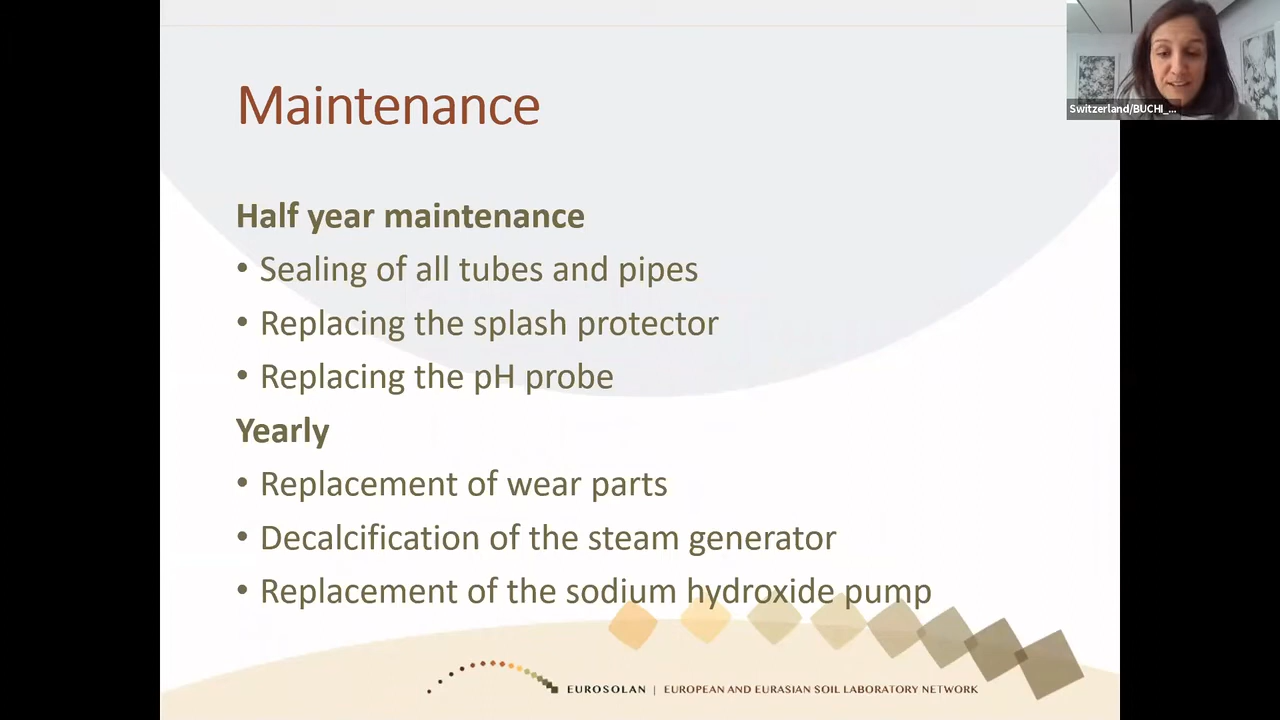 Maintenance
Switzerland/BUCHI_...
Half year maintenance
• Sealing of all tubes and pipes
• Replacing the splash protector
• Replacing the pH probe
Yearly
• Replacement of wear parts
• Decalcification of the steam generator
• Replacement of the sodium hydroxide pump
EUROSOLAN | EUROPEAN AND EURASIAN SOIL LABORATORY NETWORK